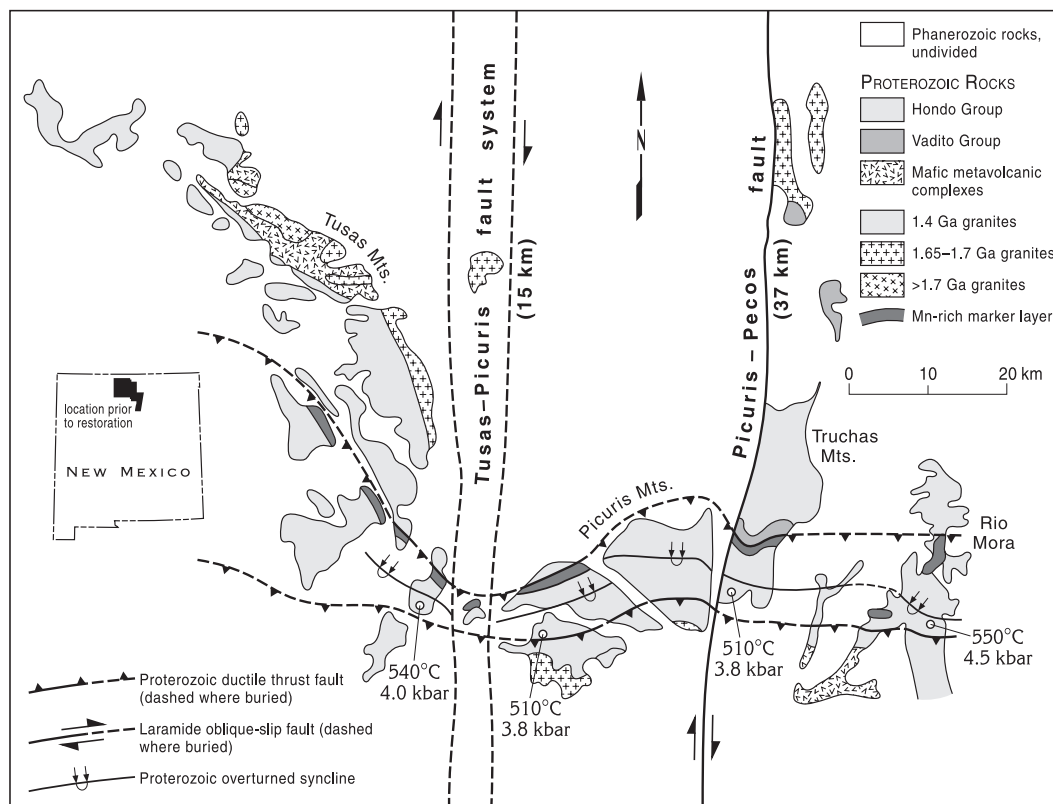 Phanerozoic rocks,
undivided
PROTEROZOIC ROCKS
Hondo Group
Vadito Group
Mafic metavolcanic
complexes
1.4 Ga granites
1.65–1.7 Ga granites
>1.7 Ga granites
Mn-rich marker layer
0 10 20 km
N
Tusas Mts.
Tusas–Picuris fault system
(15 km)
Picuris–Pecos fault
(37 km)
location prior
to restoration
NEW MEXICO
Truchas
Mts.
Picuris Mts.
Rio
Mora
540°C
4.0 kbar
510°C
3.8 kbar
510°C
3.8 kbar
550°C
4.5 kbar
Proterozoic ductile thrust fault
(dashed where buried)
Laramide oblique-slip fault (dashed
where buried)
Proterozoic overturned syncline